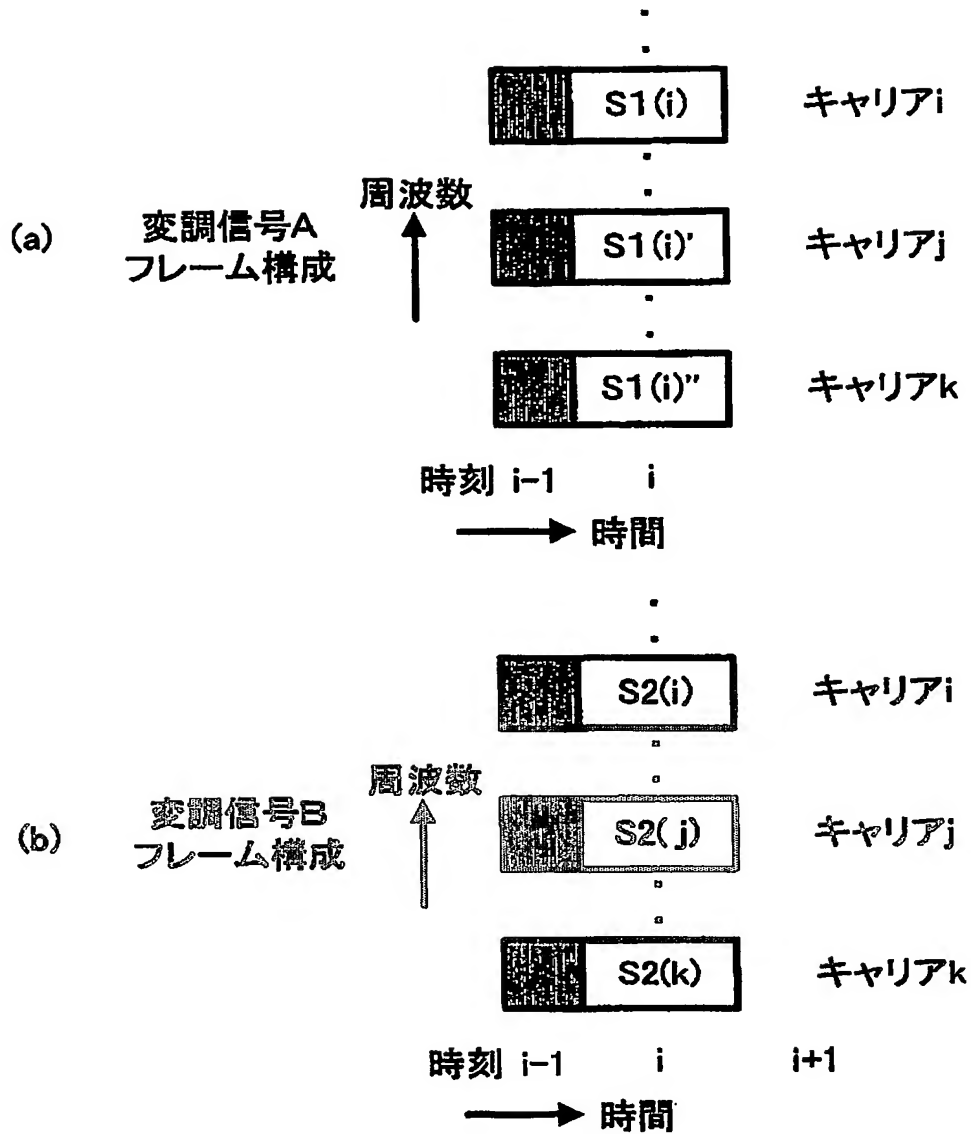 S1(i) キャリアi
周波数
(a) 変調信号A
フレーム構成
S1(i)' キャリアj
S1(i)'' キャリアk
時刻 i-1 i
時間
S2(i) キャリアi
周波数
(b) 変調信号B
フレーム構成
S2(j) キャリアj
S2(k) キャリアk
時刻 i-1 i i+1
時間